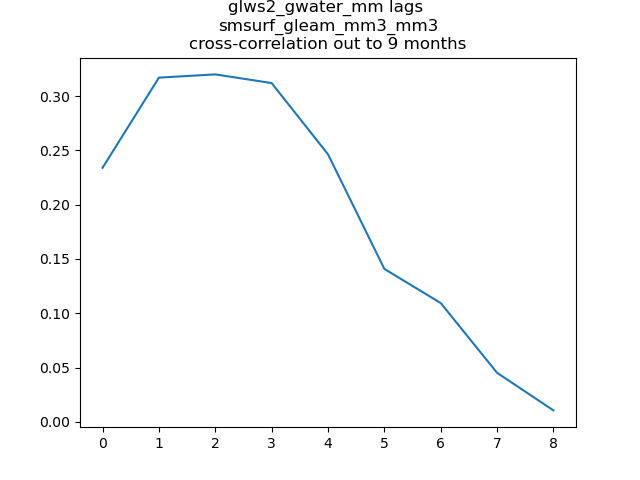 glws2_gwater_mm lags
smsurf_gleam_mm3_mm3
cross-correlation out to 9 months
0.30
0.25
0.20
0.15
0.10
0.05
0.00
0 1 2 3 4 5 6 7 8